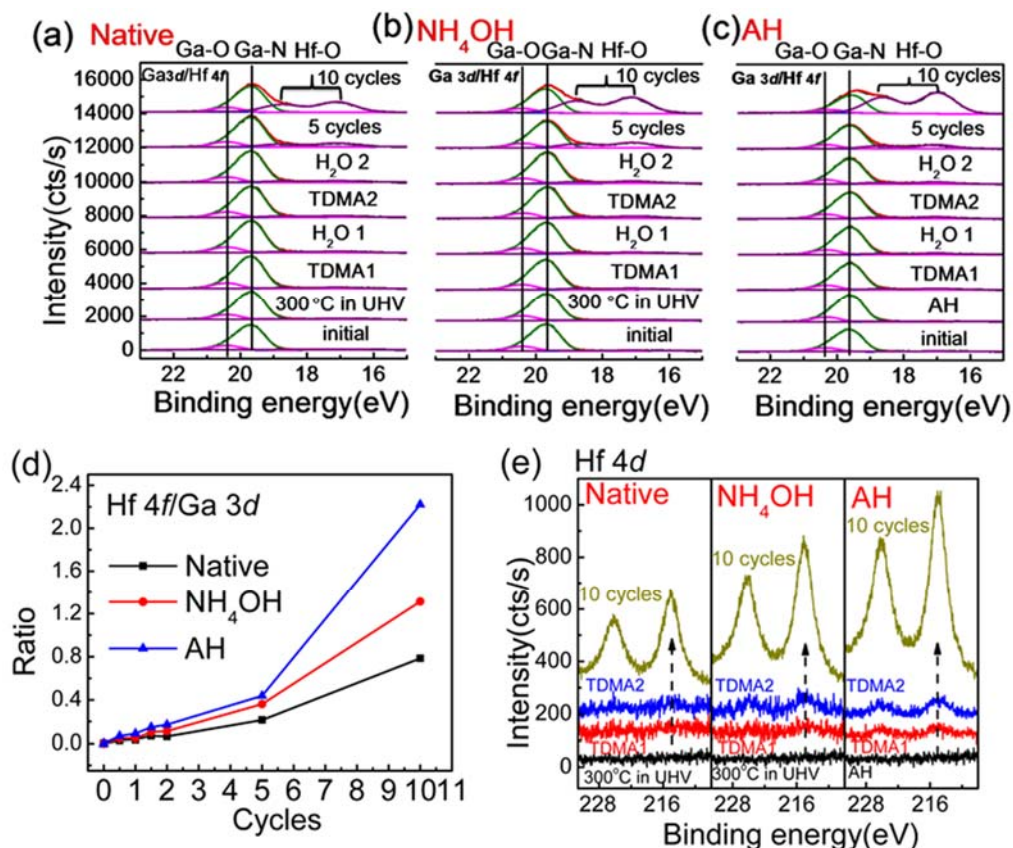 (a) Native
Ga-O Ga-N Hf-O
Ga3d/Hf 4f
10 cycles
5 cycles
H2O 2
TDMA2
H2O 1
TDMA1
300 °C in UHV
initial
16000
14000
12000
10000
8000
6000
4000
2000
0
Intensity(cts/s)
22 20 18 16
Binding energy(eV)
(b) NH4OH
Ga-O Ga-N Hf-O
Ga 3d/Hf 4f
10 cycles
5 cycles
H2O 2
TDMA2
H2O 1
TDMA1
300 °C in UHV
initial
22 20 18 16
Binding energy(eV)
(c) AH
Ga-O Ga-N Hf-O
Ga 3d/Hf 4f
10 cycles
5 cycles
H2O 2
TDMA2
H2O 1
TDMA1
AH
initial
22 20 18 16
Binding energy(eV)
(d)
Hf 4f/Ga 3d
Native
NH4OH
AH
2.4
2.0
1.6
1.2
0.8
0.4
0.0
Ratio
0 1 2 3 4 5 6 7 8 9 1011
Cycles
(e) Hf 4d
Native NH4OH AH
10 cycles 10 cycles 10 cycles
TDMA2 TDMA2 TDMA2
TDMA1 TDMA1 TDMA1
300°C in UHV 300°C in UHV AH
1000
800
600
400
200
0
Intensity(cts/s)
228 216 228 216 228 216
Binding energy(eV)